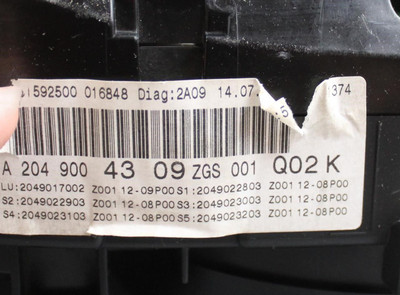 592500 016848 Diag:2A09 14.07. 374
A 204 900 43 09 ZGS 001 Q02 K
LU:2049017002 Z001 12-09P00 S1:2049022803 Z001 12-08P00
S2:2049022903 Z001 12-08P00 S3:2049023003 Z001 12-08P00
S4:2049023103 Z001 12-08P00 S5:2049023203 Z001 12-08P00